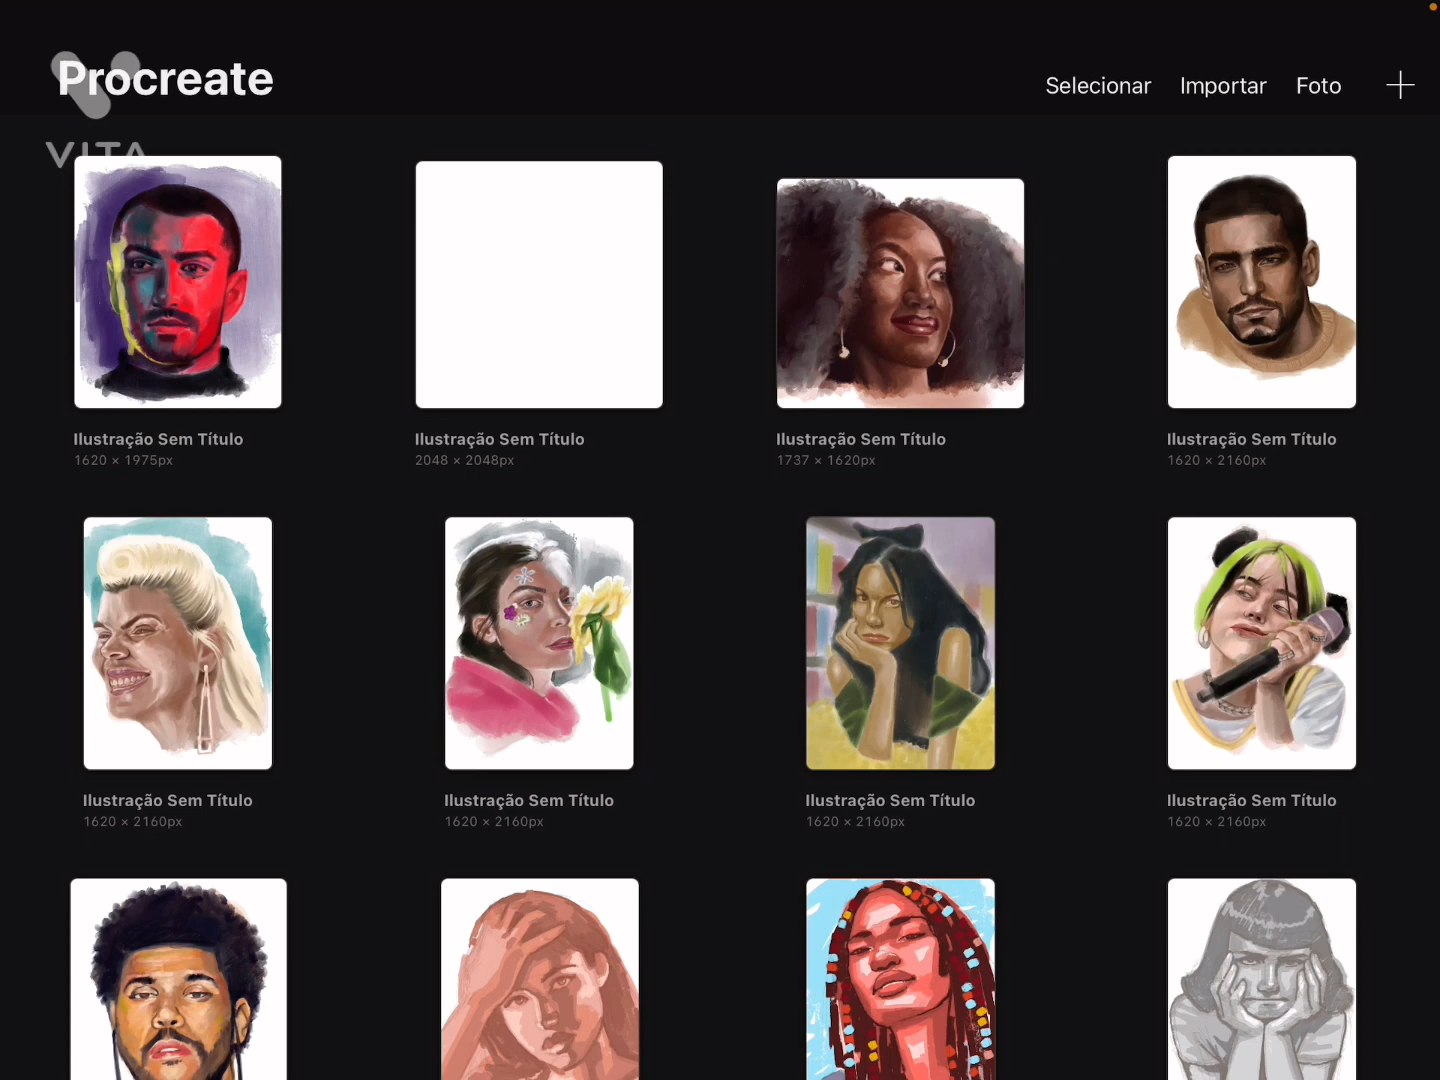 Procreate
Selecionar Importar Foto
VITA
Ilustração Sem Título
1620 × 1975px
Ilustração Sem Título
2048 × 2048px
Ilustração Sem Título
1737 × 1620px
Ilustração Sem Título
1620 × 2160px
Ilustração Sem Título
1620 × 2160px
Ilustração Sem Título
1620 × 2160px
Ilustração Sem Título
1620 × 2160px
Ilustração Sem Título
1620 × 2160px